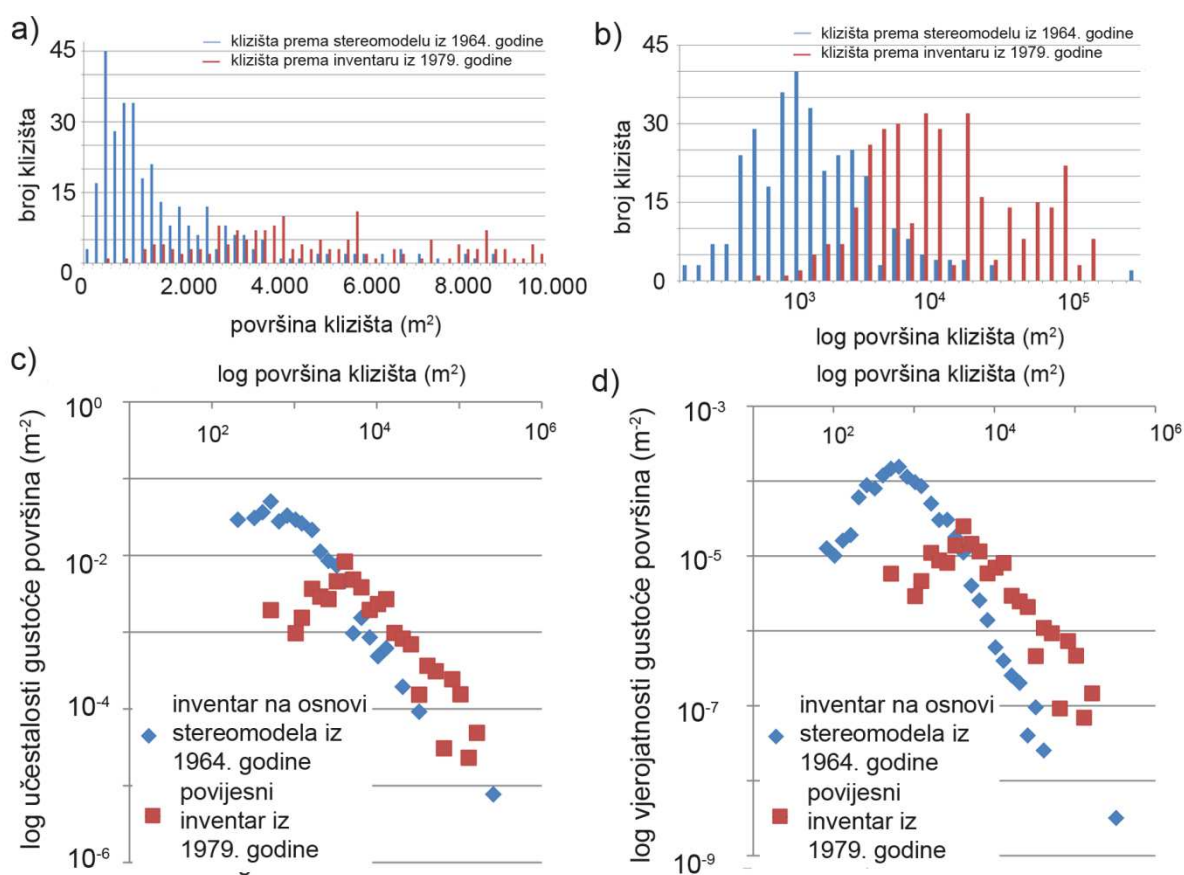 a)
klizišta prema stereomodelu iz 1964. godine
klizišta prema inventaru iz 1979. godine
broj klizišta
45
30
15
0
0 2.000 4.000 6.000 8.000 10.000
površina klizišta (m²)
b)
klizišta prema stereomodelu iz 1964. godine
klizišta prema inventaru iz 1979. godine
broj klizišta
45
30
15
0
10³ 10⁴ 10⁵
log površina klizišta (m²)
c)
log površina klizišta (m²)
log učestalosti gustoće površina (m⁻²)
10⁰
10² 10⁴ 10⁶
10⁻²
10⁻⁴
10⁻⁶
inventar na osnovi
stereomodela iz
1964. godine
povijesni
inventar iz
1979. godine
d)
log površina klizišta (m²)
log vjerojatnosti gustoće površina (m⁻²)
10⁻³
10² 10⁴ 10⁶
10⁻⁵
10⁻⁷
10⁻⁹
inventar na osnovi
stereomodela iz
1964. godine
povijesni
inventar iz
1979. godine